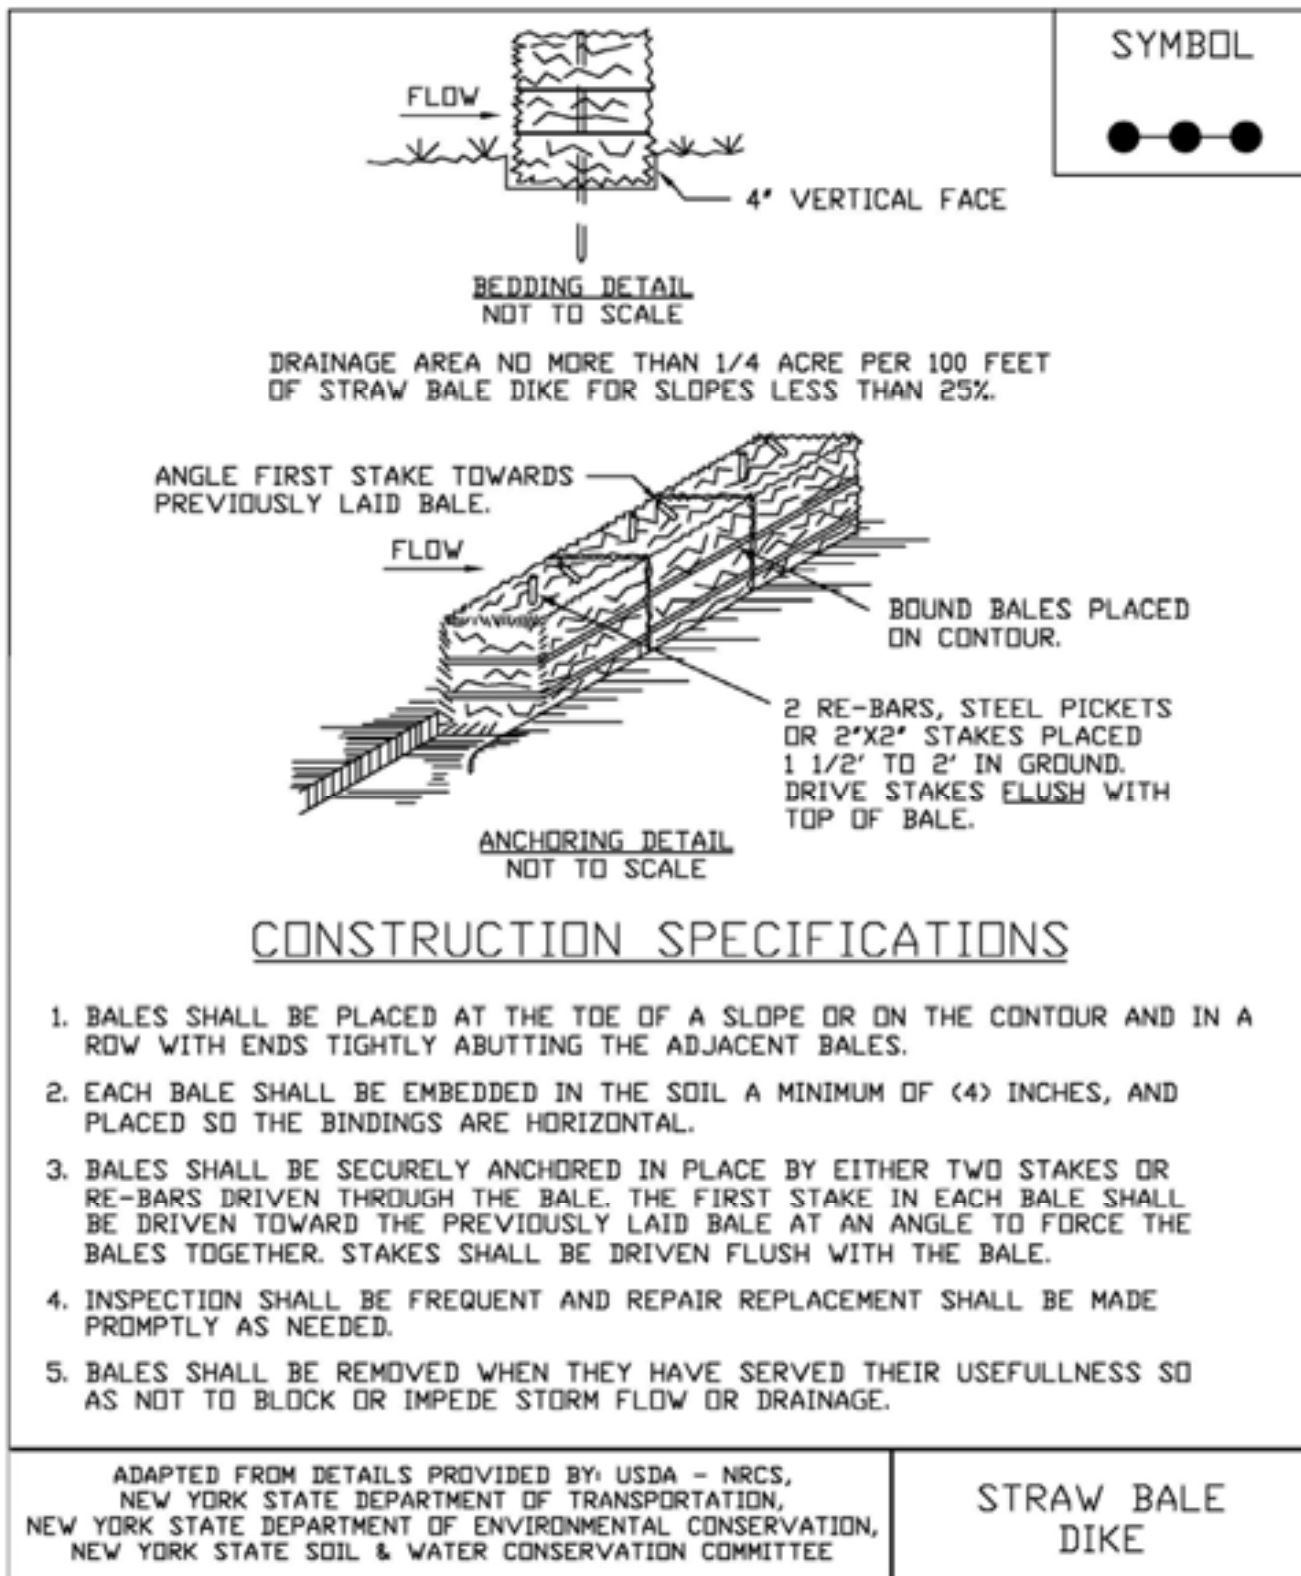 SYMBOL
FLOW
4" VERTICAL FACE
BEDDING DETAIL
NOT TO SCALE
DRAINAGE AREA NO MORE THAN 1/4 ACRE PER 100 FEET
OF STRAW BALE DIKE FOR SLOPES LESS THAN 25%.
ANGLE FIRST STAKE TOWARDS
PREVIOUSLY LAID BALE.
FLOW
BOUND BALES PLACED
ON CONTOUR.
2 RE-BARS, STEEL PICKETS
OR 2"X2" STAKES PLACED
1 1/2' TO 2' IN GROUND.
DRIVE STAKES FLUSH WITH
TOP OF BALE.
ANCHORING DETAIL
NOT TO SCALE
CONSTRUCTION SPECIFICATIONS
1. BALES SHALL BE PLACED AT THE TOE OF A SLOPE OR ON THE CONTOUR AND IN A
ROW WITH ENDS TIGHTLY ABUTTING THE ADJACENT BALES.
2. EACH BALE SHALL BE EMBEDDED IN THE SOIL A MINIMUM OF (4) INCHES, AND
PLACED SO THE BINDINGS ARE HORIZONTAL.
3. BALES SHALL BE SECURELY ANCHORED IN PLACE BY EITHER TWO STAKES OR
RE-BARS DRIVEN THROUGH THE BALE. THE FIRST STAKE IN EACH BALE SHALL
BE DRIVEN TOWARD THE PREVIOUSLY LAID BALE AT AN ANGLE TO FORCE THE
BALES TOGETHER. STAKES SHALL BE DRIVEN FLUSH WITH THE BALE.
4. INSPECTION SHALL BE FREQUENT AND REPAIR REPLACEMENT SHALL BE MADE
PROMPTLY AS NEEDED.
5. BALES SHALL BE REMOVED WHEN THEY HAVE SERVED THEIR USEFULLNESS SO
AS NOT TO BLOCK OR IMPEDE STORM FLOW OR DRAINAGE.
ADAPTED FROM DETAILS PROVIDED BY: USDA - NRCS,
NEW YORK STATE DEPARTMENT OF TRANSPORTATION,
NEW YORK STATE DEPARTMENT OF ENVIRONMENTAL CONSERVATION,
NEW YORK STATE SOIL & WATER CONSERVATION COMMITTEE
STRAW BALE
DIKE